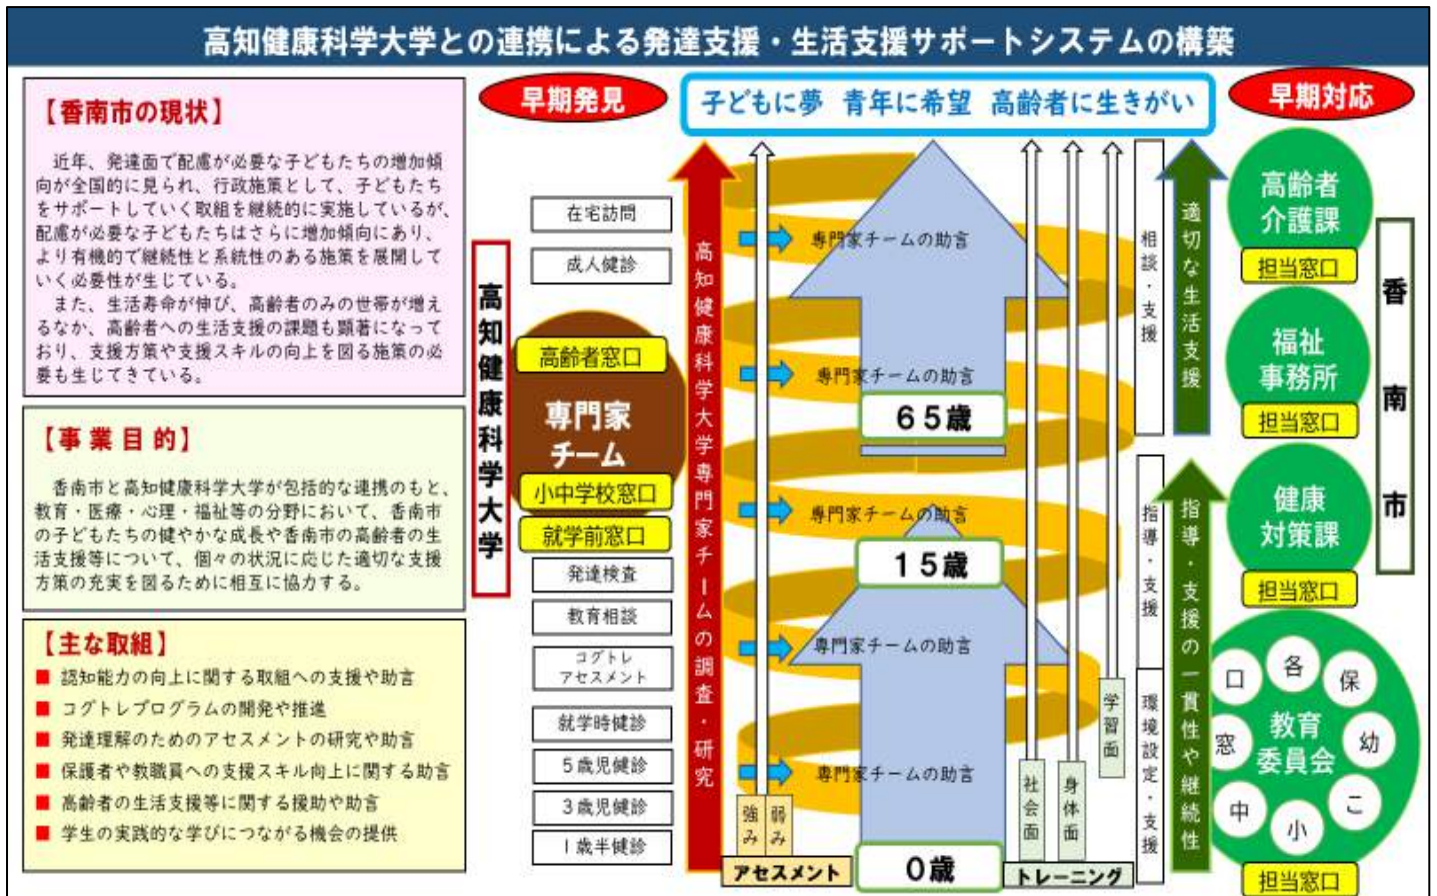 高知健康科学大学との連携による発達支援・生活支援サポートシステムの構築
【香南市の現状】
近年、発達面で配慮が必要な子どもたちの増加傾
向が全国的に見られ、行政施策として、子どもたち
をサポートしていく取組を継続的に実施しているが、
配慮が必要な子どもたちはさらに増加傾向にあり、
より有機的で継続性と系統性のある施策を展開して
いく必要性が生じている。
また、生活寿命が伸び、高齢者のみの世帯が増え
るなか、高齢者への生活支援の課題も顕著になって
おり、支援方策や支援スキルの向上を図る施策の必
要も生じてきている。
【事業目的】
香南市と高知健康科学大学が包括的な連携のもと、
教育・医療・心理・福祉等の分野において、香南市
の子どもたちの健やかな成長や香南市の高齢者の生
活支援等について、個々の状況に応じた適切な支援
方策の充実を図るために相互に協力する。
【主な取組】
■ 認知能力の向上に関する取組への支援や助言
■ コグトレプログラムの開発や推進
■ 発達理解のためのアセスメントの研究や助言
■ 保護者や教職員への支援スキル向上に関する助言
■ 高齢者の生活支援等に関する援助や助言
■ 学生の実践的な学びにつながる機会の提供
早期発見
高知健康科学大学
在宅訪問
成人健診
高齢者窓口
専門家
チーム
小中学校窓口
就学前窓口
発達検査
教育相談
コグトレ
アセスメント
就学時健診
5歳児健診
3歳児健診
1歳半健診
子どもに夢 青年に希望 高齢者に生きがい
高知健康科学大学専門家チームの調査・研究
専門家チームの助言
専門家チームの助言
65歳
専門家チームの助言
15歳
専門家チームの助言
専門家チームの助言
0歳
強み
弱み
アセスメント
社会面
身体面
学習面
トレーニング
相談・支援
指導・支援
環境設定・支援
適切な生活支援
指導・支援の一貫性や継続性
早期対応
高齢者
介護課
担当窓口
福祉
事務所
担当窓口
健康
対策課
担当窓口
香南市
教育
委員会
各
保
幼
こ
小
中
窓
口
担当窓口